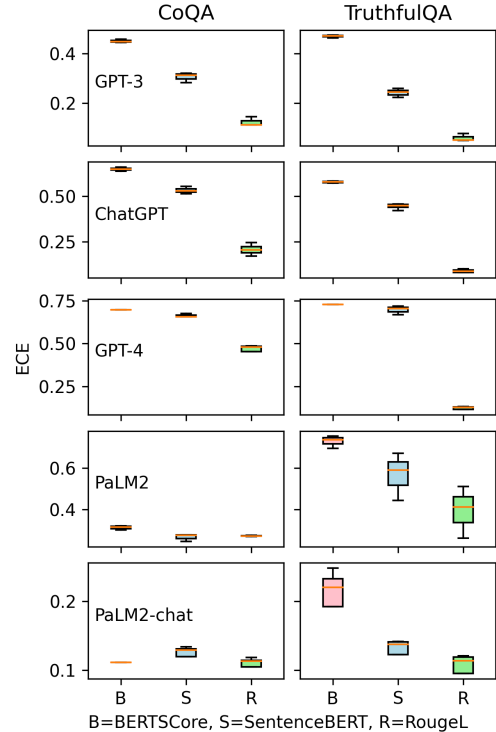 CoQA TruthfulQA
0.4
0.2
GPT-3
0.50
0.25
ChatGPT
0.75
0.50
0.25
GPT-4
ECE
0.6
0.4
PaLM2
0.2
0.1
PaLM2-chat
B S R B S R
B=BERTSCore, S=SentenceBERT, R=RougeL